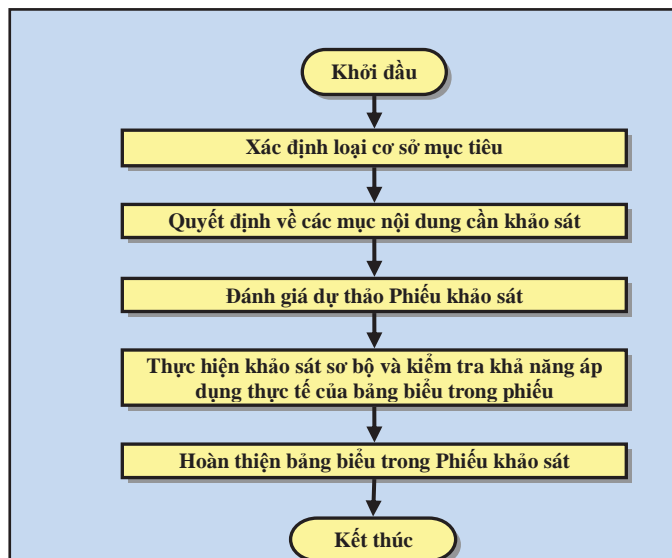 Khởi đầu
Xác định loại cơ sở mục tiêu
Quyết định về các mục nội dung cần khảo sát
Đánh giá dự thảo Phiếu khảo sát
Thực hiện khảo sát sơ bộ và kiểm tra khả năng áp
dụng thực tế của bảng biểu trong phiếu
Hoàn thiện bảng biểu trong Phiếu khảo sát
Kết thúc